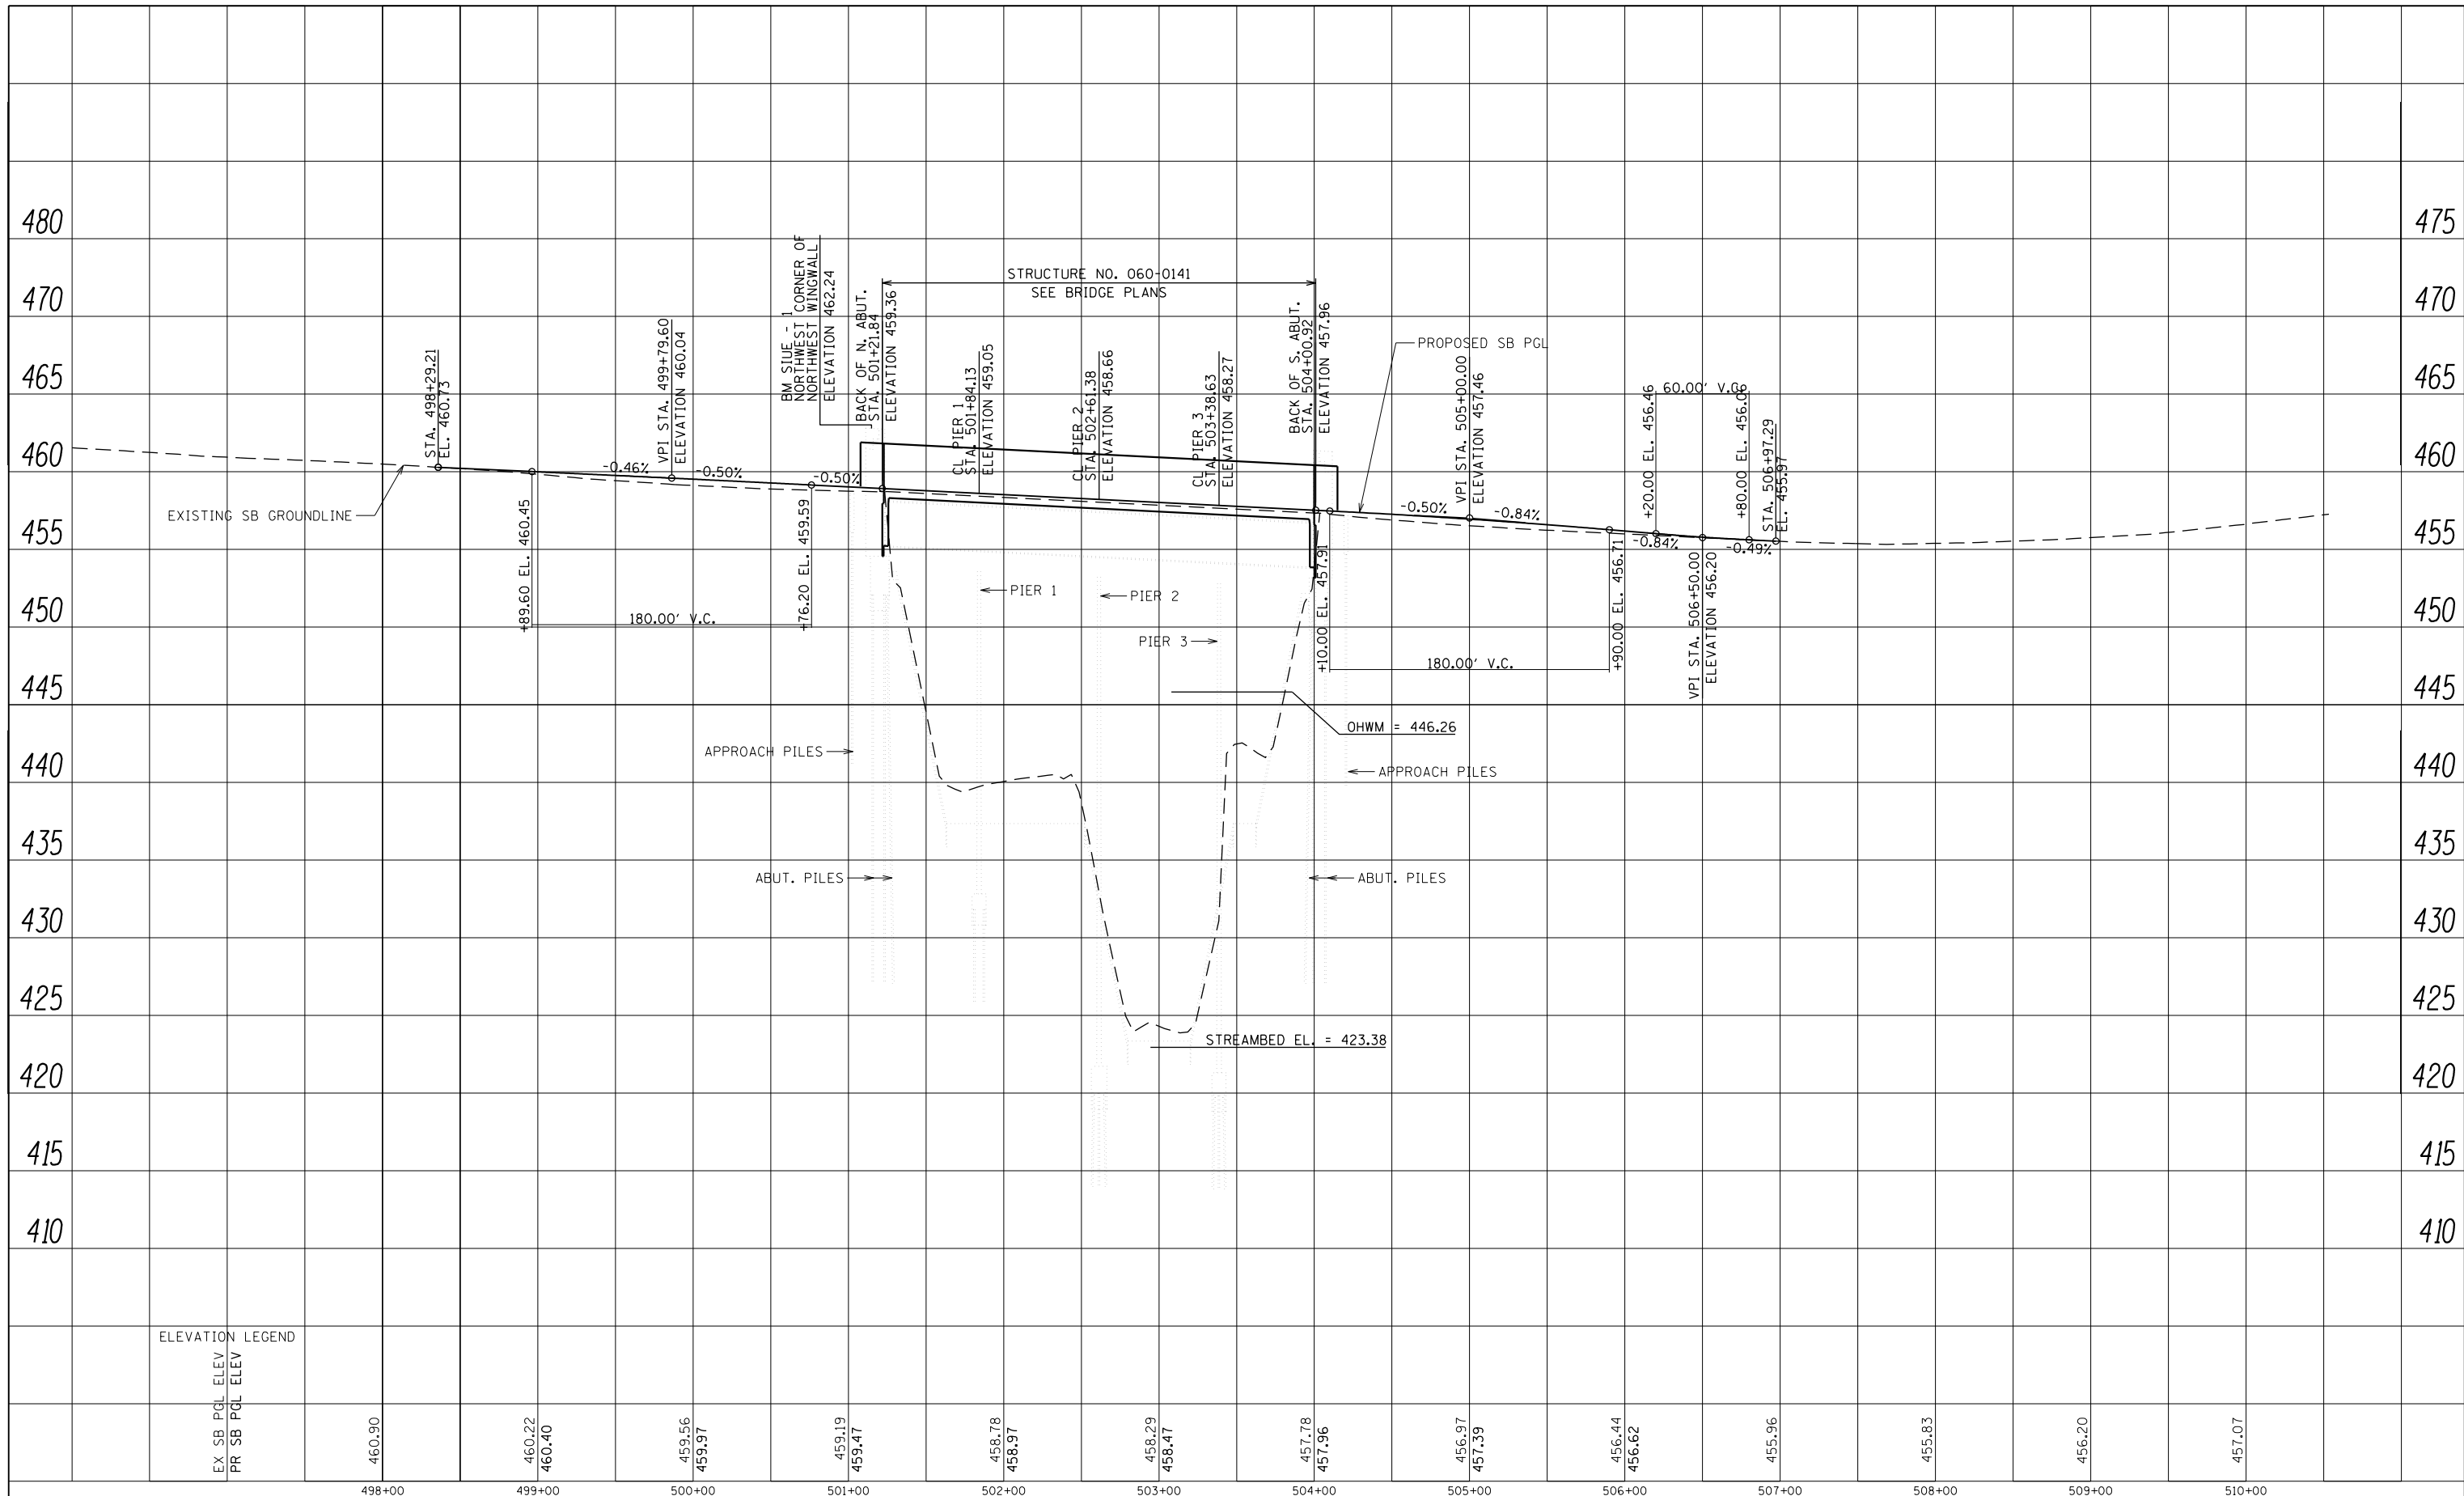 480
475
470
470
465
465
460
460
455
455
450
450
445
445
440
440
435
435
430
430
425
425
420
420
415
415
410
410
STRUCTURE NO. 060-0141
SEE BRIDGE PLANS
STA. 498+29.21
EL. 460.73
VPI STA. 499+79.60
ELEVATION 460.04
BM SIUE - 1
NORTHWEST CORNER OF
NORTHWEST WINGWALL
ELEVATION 462.24
BACK OF N. ABUT.
STA. 501+21.84
ELEVATION 459.36
CL PIER 1
STA. 501+84.13
ELEVATION 459.05
CL PIER 2
STA. 502+61.38
ELEVATION 458.66
CL PIER 3
STA. 503+38.63
ELEVATION 458.27
BACK OF S. ABUT.
STA. 504+00.92
ELEVATION 457.96
PROPOSED SB PGL
VPI STA. 505+00.00
ELEVATION 457.46
+20.00 EL. 456.46
60.00' V.C.
+80.00 EL. 456.06
STA. 506+97.29
EL. 455.97
-0.46%
-0.50%
-0.50%
-0.50%
-0.84%
-0.84%
-0.49%
EXISTING SB GROUNDLINE
+89.60 EL. 460.45
180.00' V.C.
+76.20 EL. 459.59
PIER 1
PIER 2
PIER 3
+10.00 EL. 457.91
180.00' V.C.
+90.00 EL. 456.71
VPI STA. 506+50.00
ELEVATION 456.20
OHWM = 446.26
APPROACH PILES
APPROACH PILES
ABUT. PILES
ABUT. PILES
STREAMBED EL. = 423.38
ELEVATION LEGEND
EX SB PGL ELEV
PR SB PGL ELEV
460.90
460.22
460.40
459.56
459.97
459.19
459.47
458.78
458.97
458.29
458.47
457.78
457.96
456.97
457.39
456.44
456.62
455.96
455.83
456.20
457.07
498+00
499+00
500+00
501+00
502+00
503+00
504+00
505+00
506+00
507+00
508+00
509+00
510+00